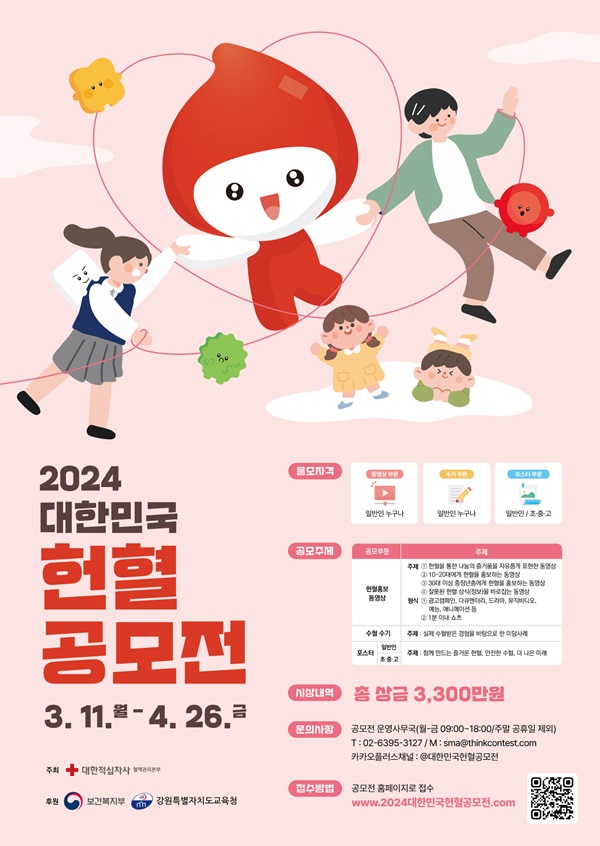 2024
대한민국
헌혈
공모전
3. 11.월 - 4. 26.금
주최 대한적십자사 혈액관리본부
후원 보건복지부 강원특별자치도교육청
응모자격
동영상 부문 수기 부문 포스터 부문
일반인 누구나 일반인 누구나 일반인 / 초·중·고
공모주제
공모부문 주제
헌혈홍보 동영상
주제 ① 헌혈을 통한 나눔의 즐거움을 자유롭게 표현한 동영상
② 10~20대에게 헌혈을 홍보하는 동영상
③ 30대 이상 중장년층에게 헌혈을 홍보하는 동영상
④ 잘못된 헌혈 상식(정보)을 바로잡는 동영상
형식 ① 광고캠페인, 다큐멘터리, 드라마, 뮤직비디오,
예능, 애니메이션 등
② 1분 이내 쇼츠
수혈 수기 주제 : 실제 수혈받은 경험을 바탕으로 한 미담사례
포스터 일반인 초·중·고 주제 : 함께 만드는 즐거운 헌혈, 안전한 수혈, 더 나은 미래
시상내역 총 상금 3,300만원
문의사항 공모전 운영사무국(월-금 09:00~18:00/주말 공휴일 제외)
T : 02-6395-3127 / M : sma@thinkcontest.com
카카오플러스채널 : @대한민국헌혈공모전
접수방법 공모전 홈페이지로 접수
www.2024대한민국헌혈공모전.com